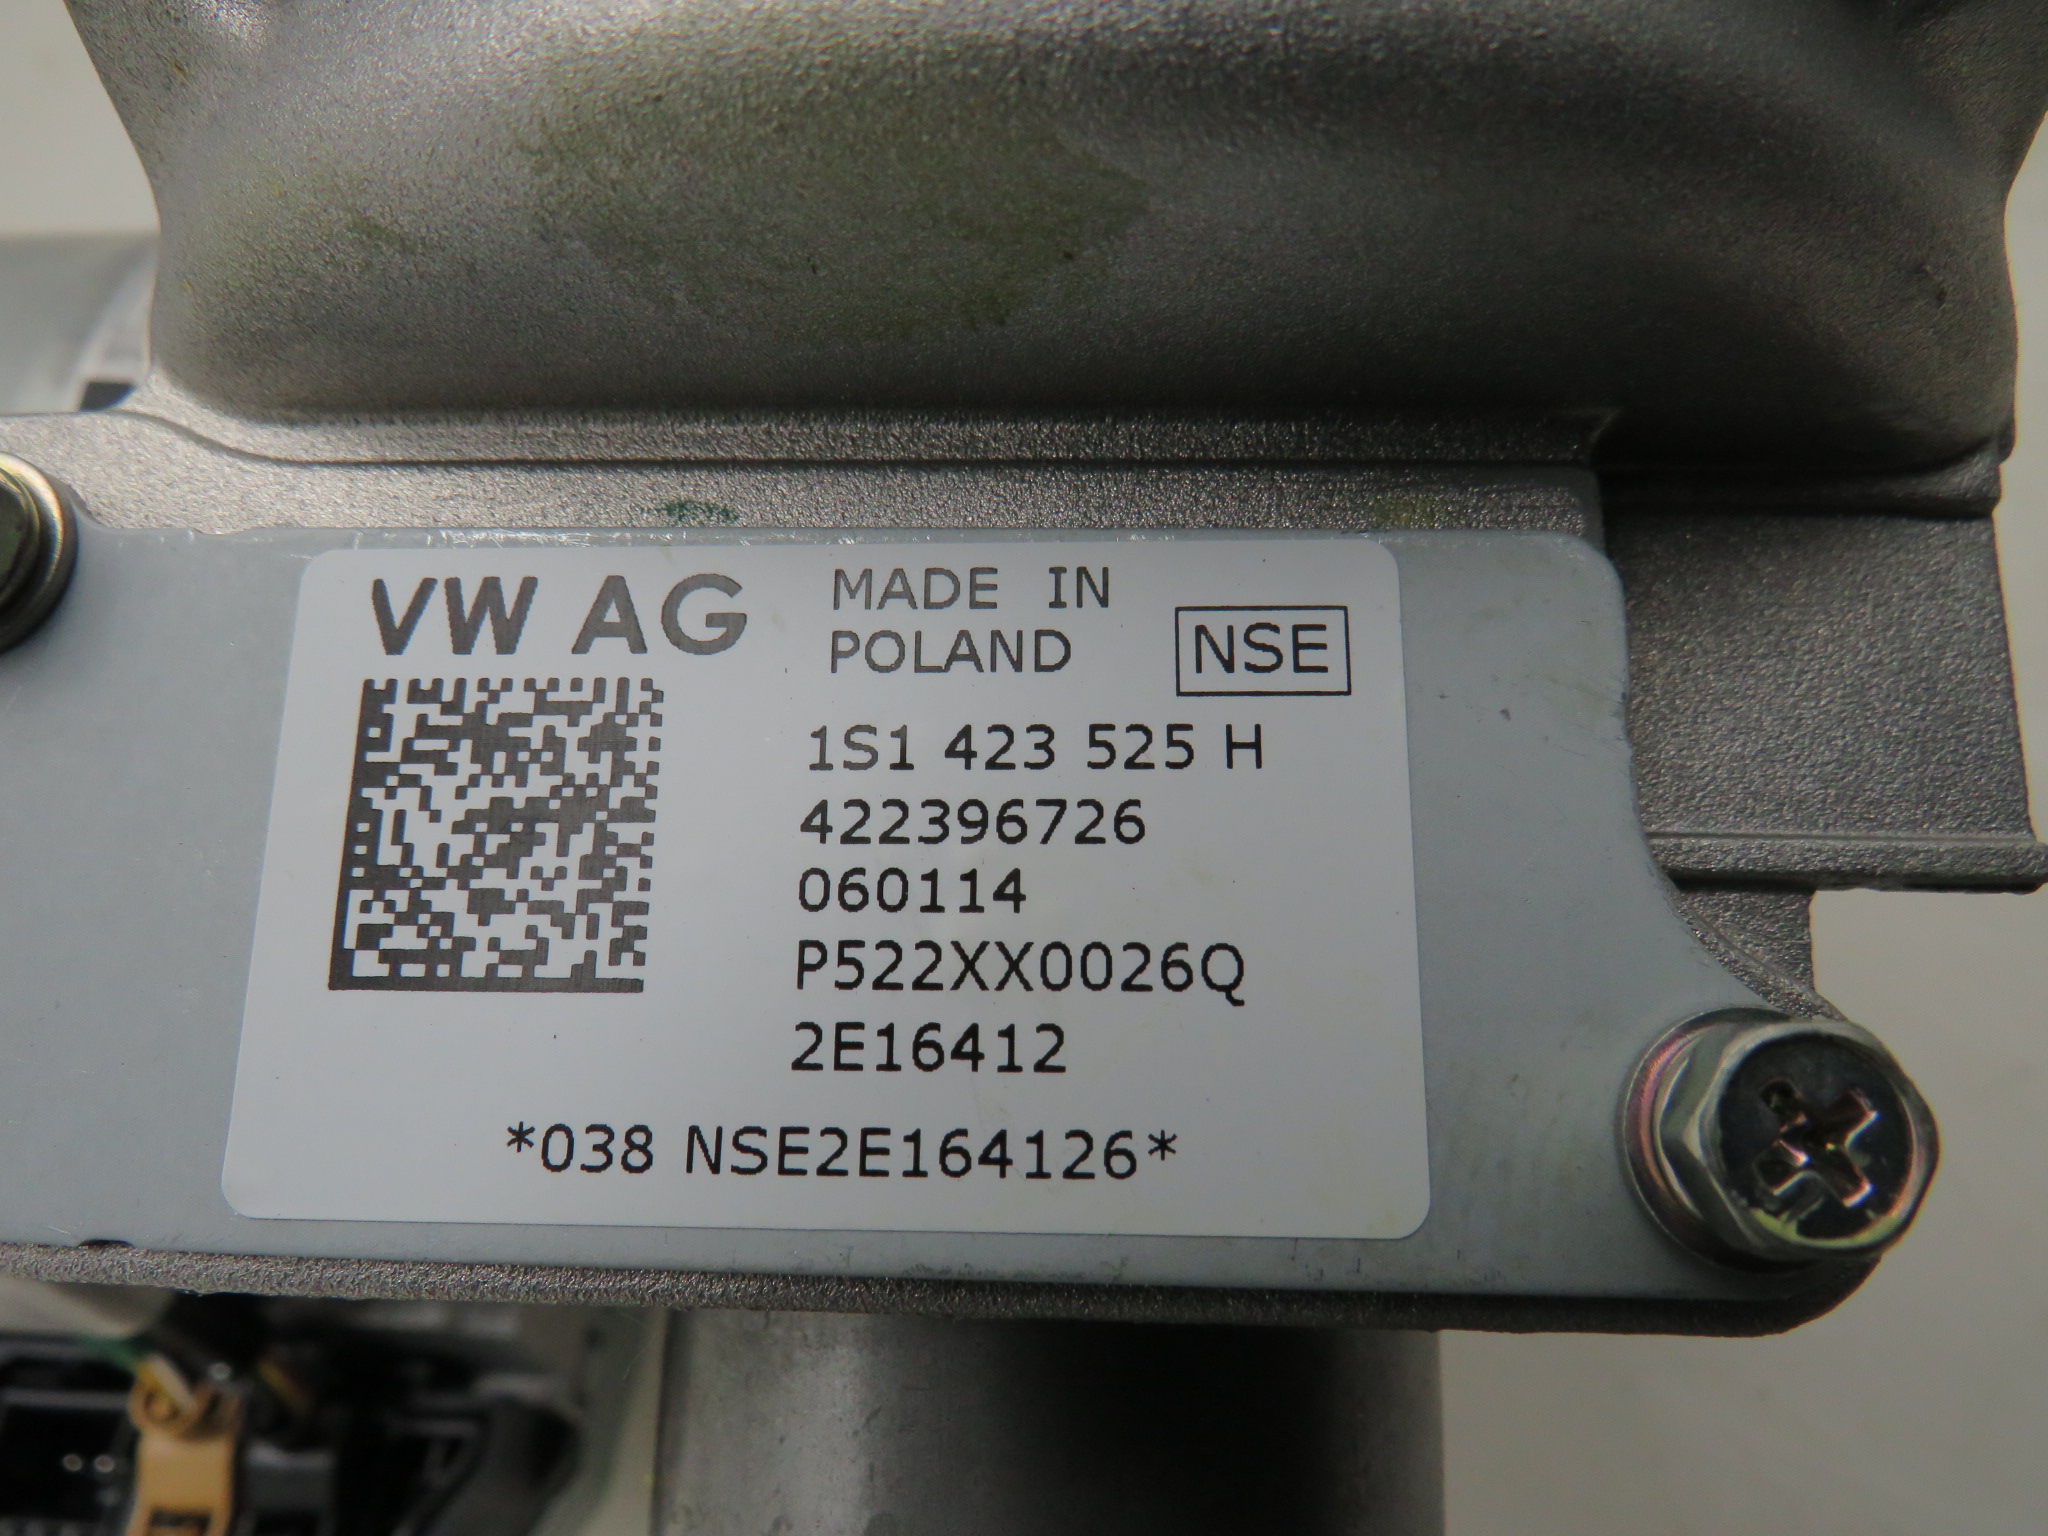 VW AG
MADE IN
POLAND
NSE
1S1 423 525 H
422396726
060114
P522XX0026Q
2E16412
*038 NSE2E164126*